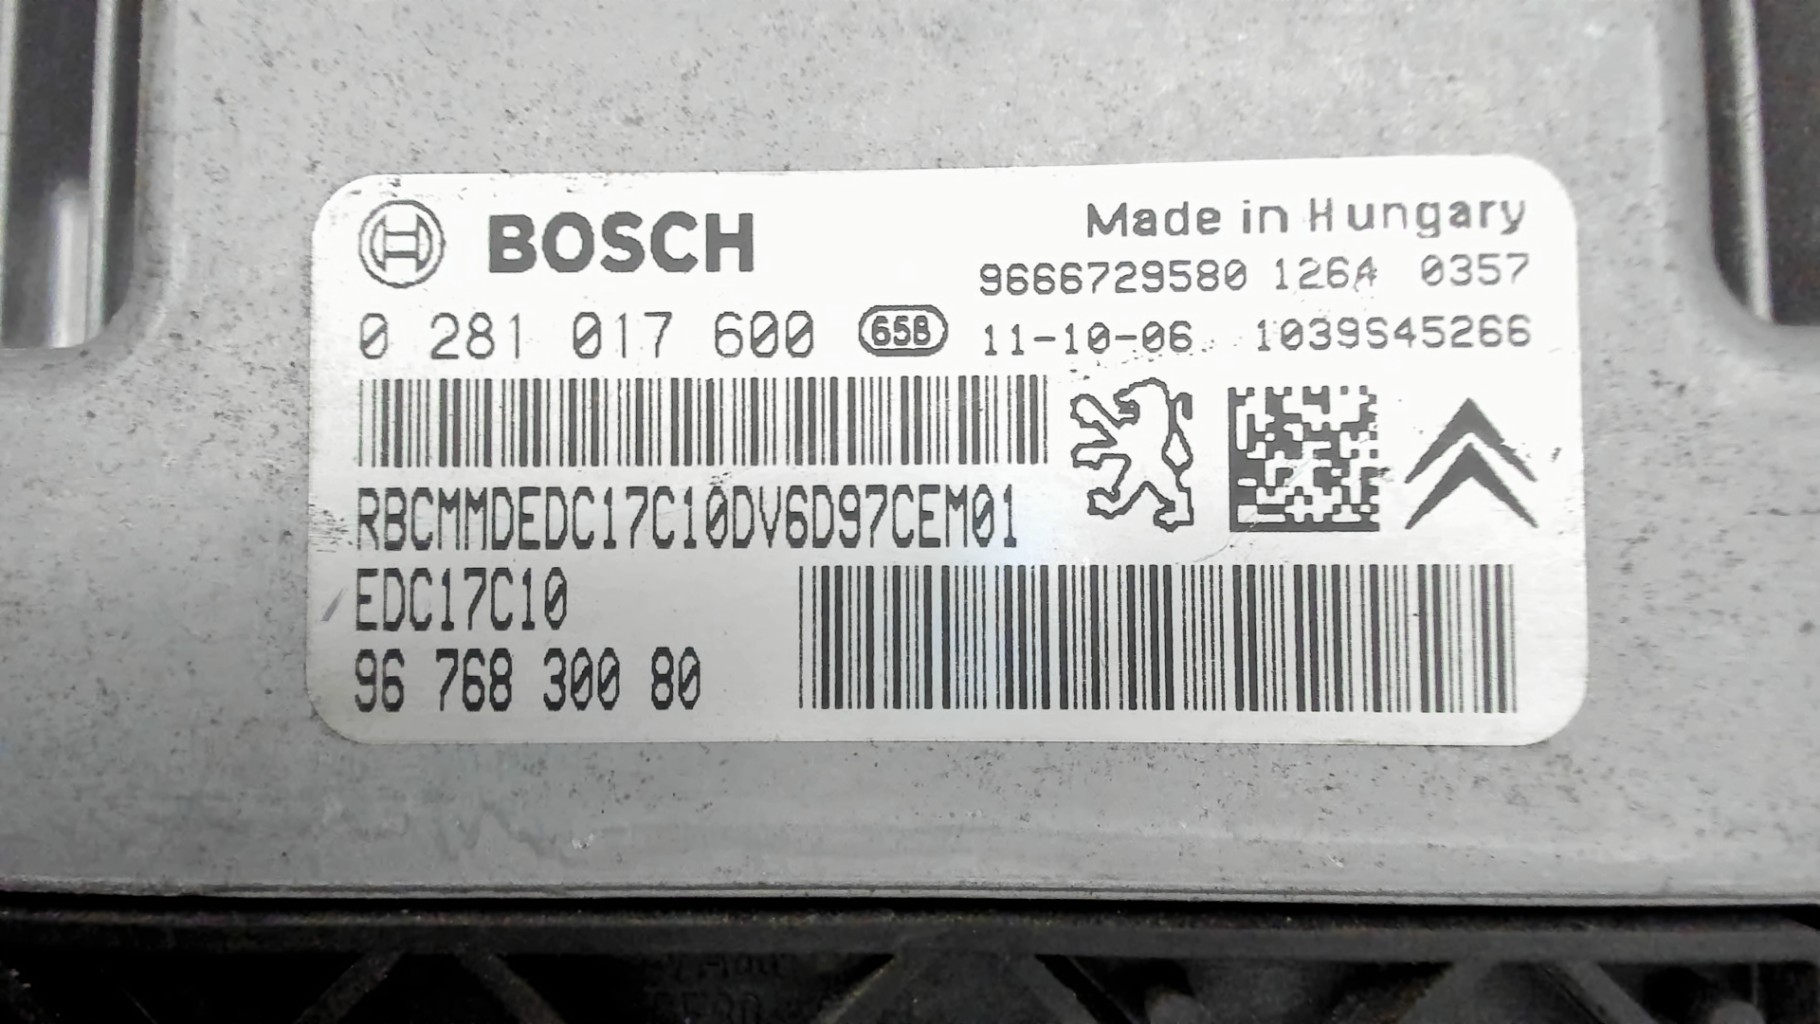 BOSCH
Made in Hungary
9666729580 126A 0357
0 281 017 600 658 11-10-06 1039S45266
RBCMMDEDC17C10DV6D97CEM01
EDC17C10
96 768 300 80